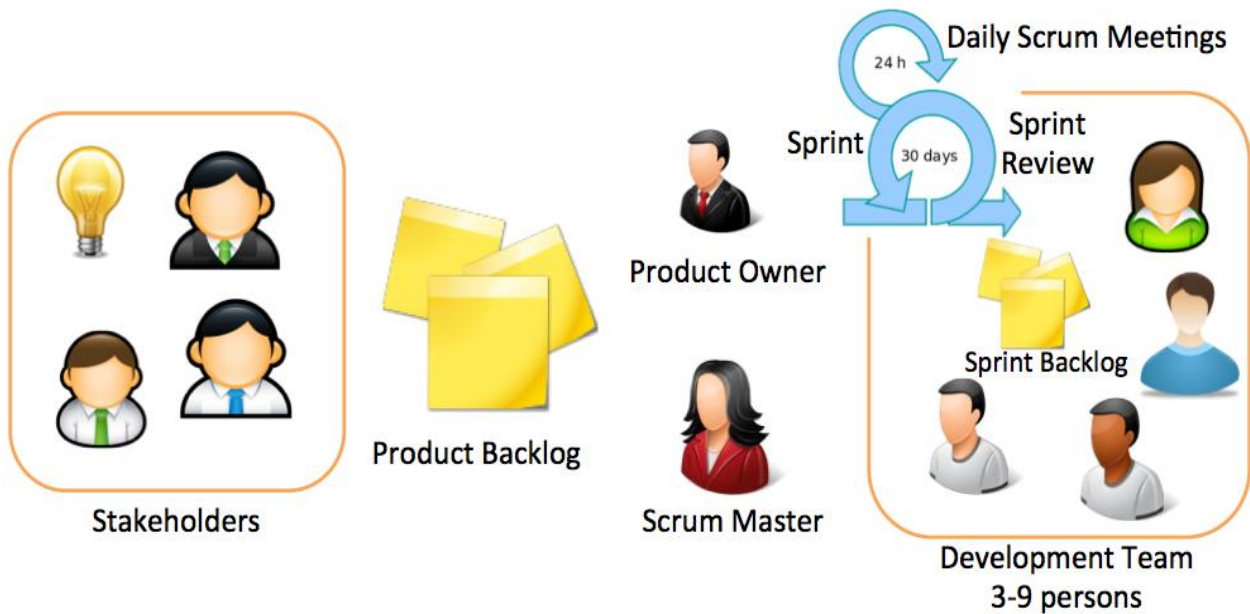 Daily Scrum Meetings
24 h
Sprint
30 days
Sprint
Review
Product Owner
Sprint Backlog
Product Backlog
Stakeholders
Scrum Master
Development Team
3-9 persons